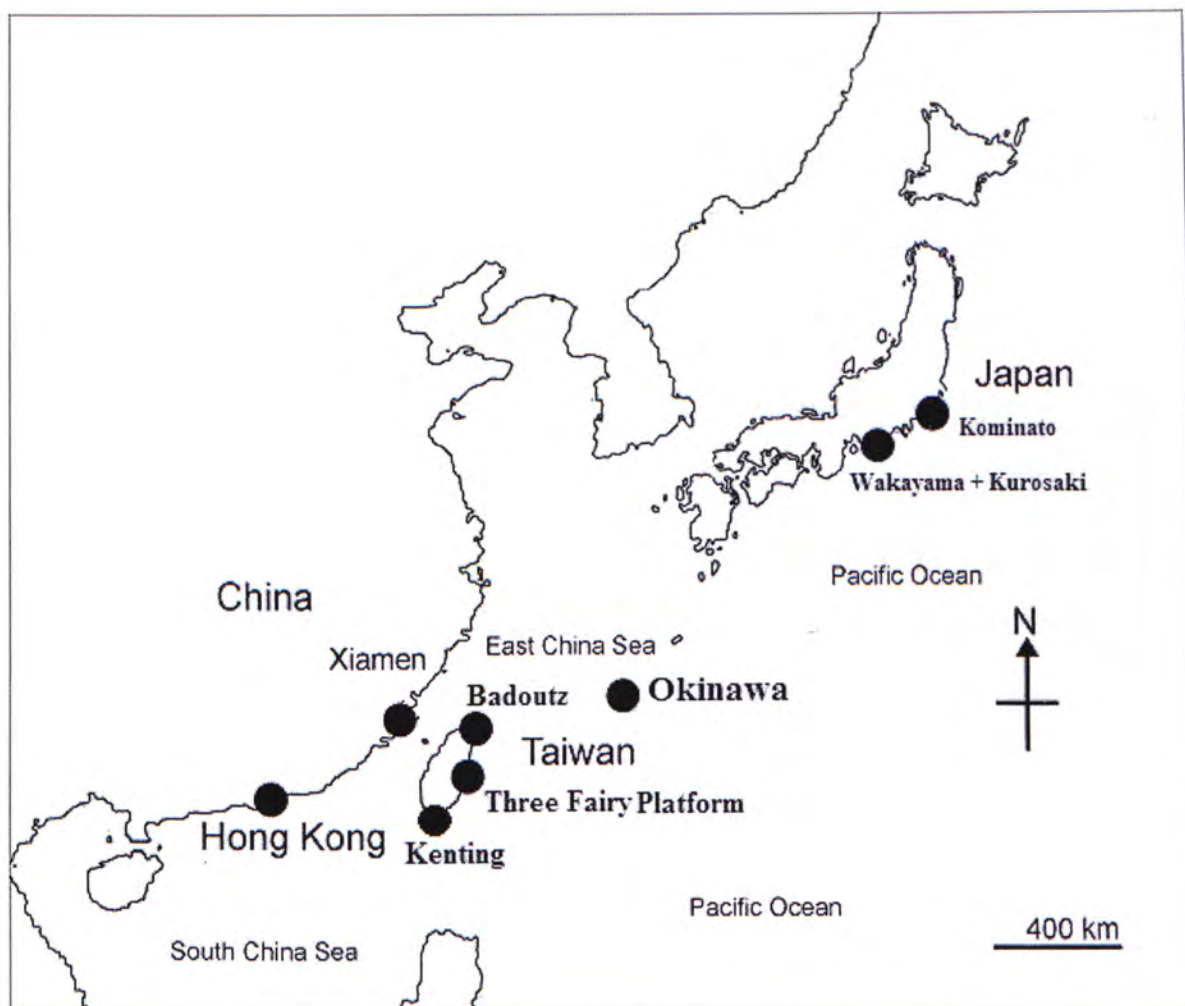 Japan
Kominato
Wakayama + Kurosaki
Pacific Ocean
China
N
East China Sea
Xiamen
Okinawa
Badoutz
Taiwan
Three Fairy Platform
Hong Kong
Kenting
Pacific Ocean
400 km
South China Sea